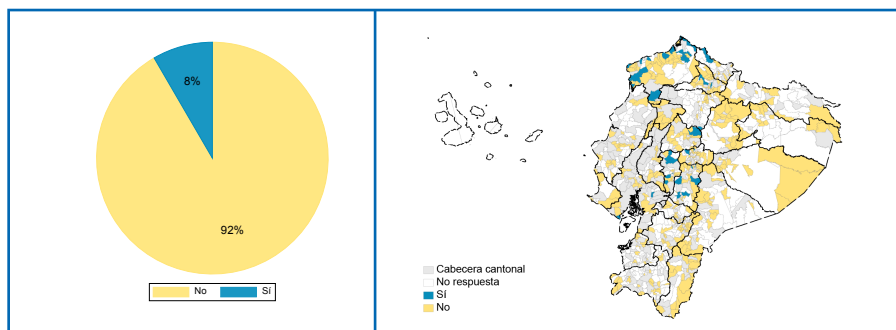 8%
92%
No Sí
Cabecera cantonal
No respuesta
Sí
No